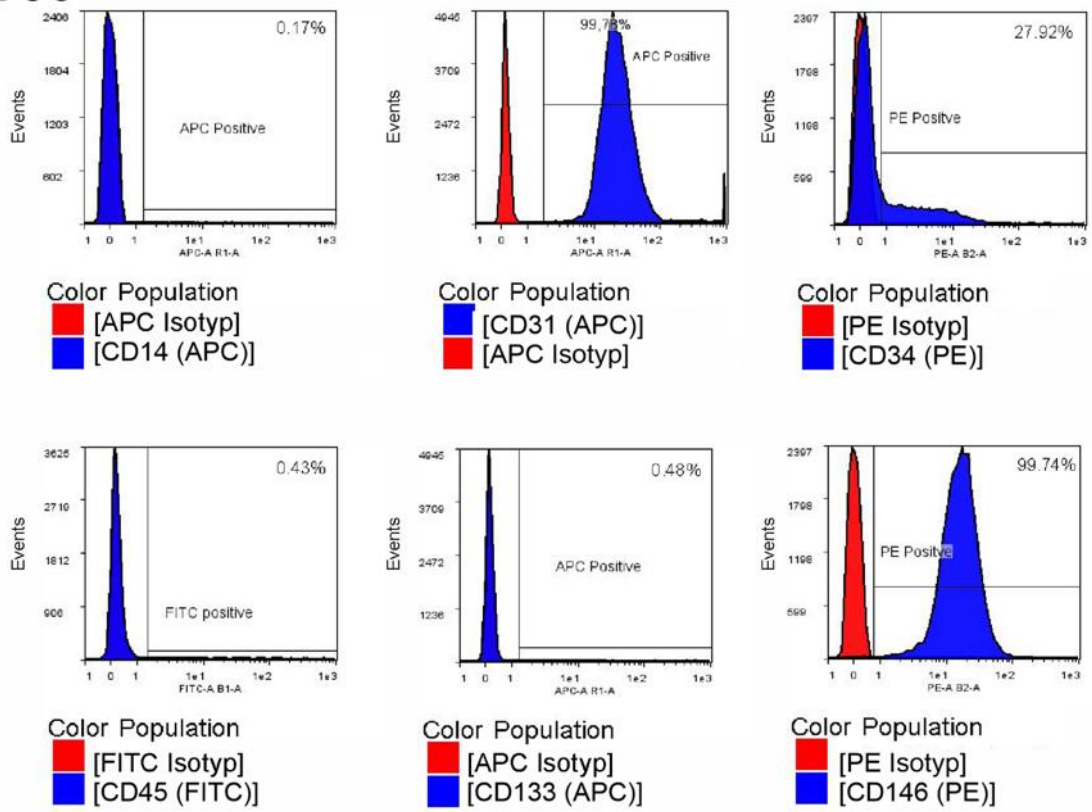 2406
0.17%
1804
1203
602
Events
APC Positive
1 0 1 1e1 1e2 1e3
APC-A R1-A
Color Population
[APC Isotyp]
[CD14 (APC)]
4945
99,78%
APC Positive
3709
2472
1236
Events
1 0 1 1e1 1e2 1e3
APC-A R1-A
Color Population
[CD31 (APC)]
[APC Isotyp]
2397
27.92%
1798
1198
599
Events
PE Positve
1 0 1 1e1 1e2 1e3
PE-A B2-A
Color Population
[PE Isotyp]
[CD34 (PE)]
3625
0.43%
2719
1812
906
Events
FITC positive
1 0 1 1e1 1e2 1e3
FITC-A B1-A
Color Population
[FITC Isotyp]
[CD45 (FITC)]
4945
0.48%
3709
2472
1236
Events
APC Positive
1 0 1 1e1 1e2 1e3
APC-A R1-A
Color Population
[APC Isotyp]
[CD133 (APC)]
2397
99.74%
1798
1198
599
Events
PE Positve
1 0 1 1e1 1e2 1e3
PE-A B2-A
Color Population
[PE Isotyp]
[CD146 (PE)]